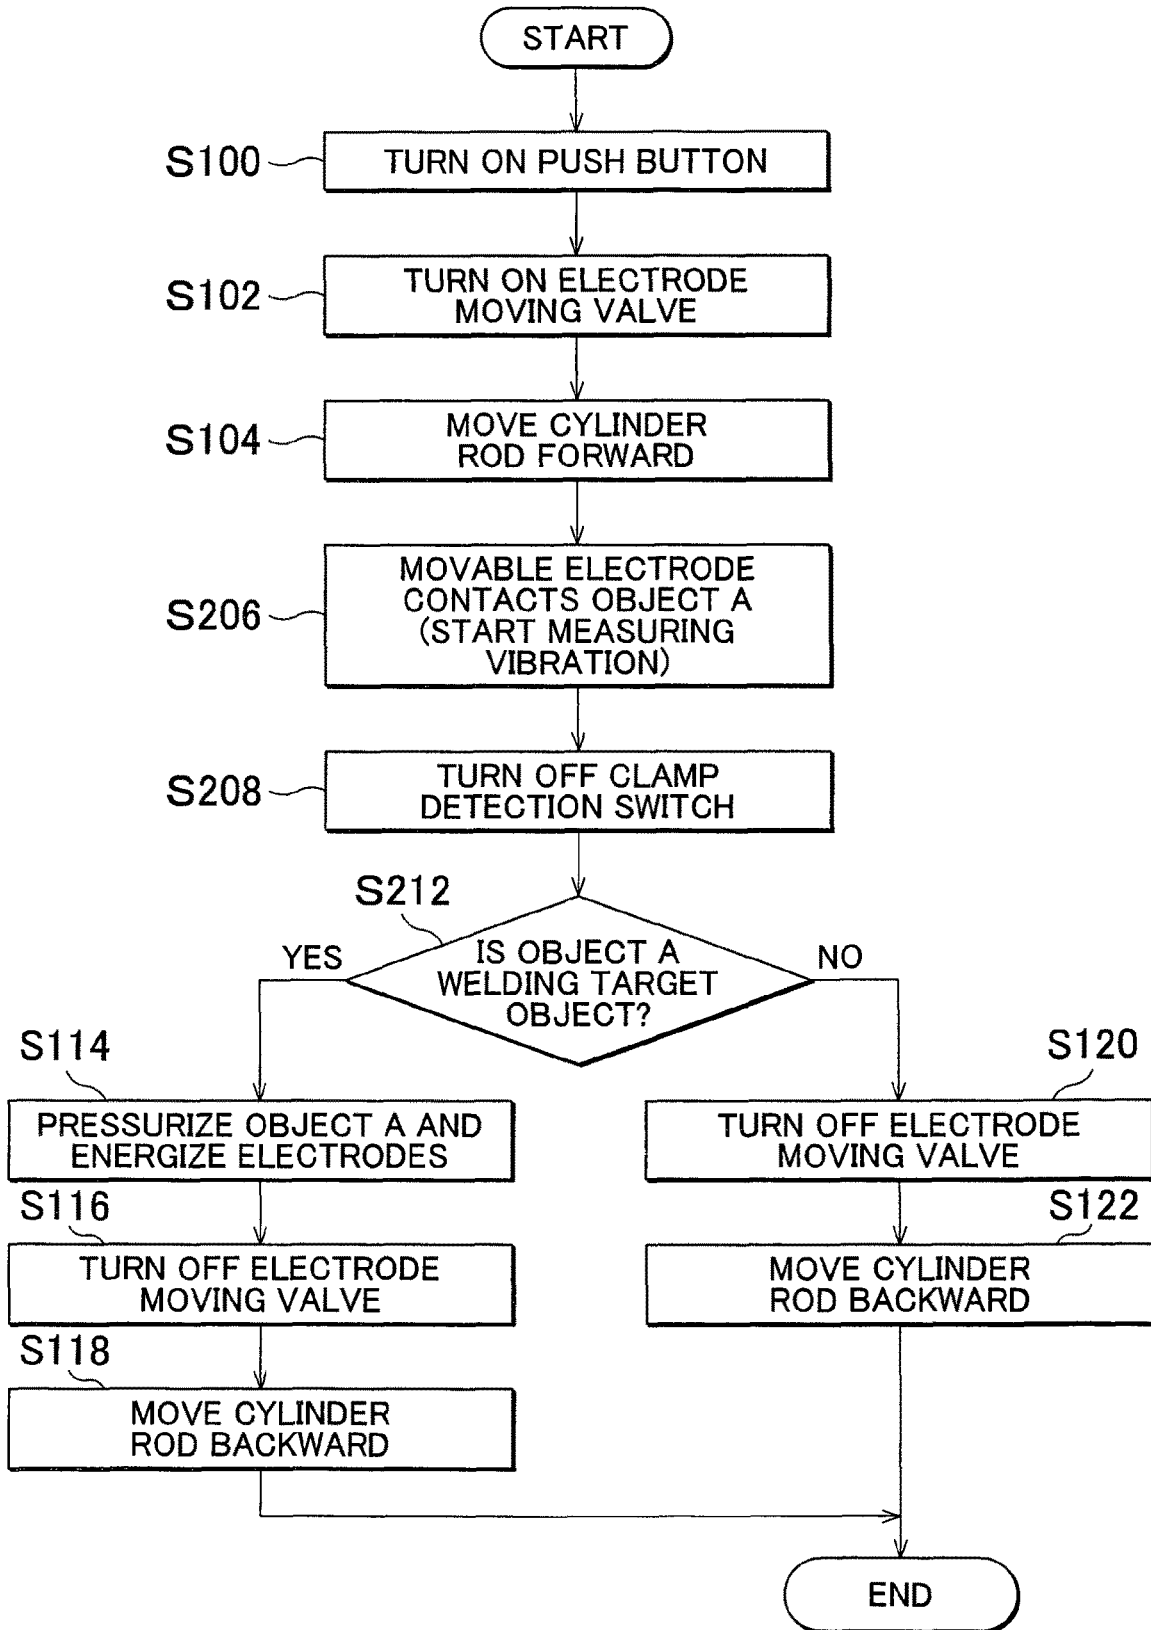 START
S100
TURN ON PUSH BUTTON
S102
TURN ON ELECTRODE
MOVING VALVE
S104
MOVE CYLINDER
ROD FORWARD
S206
MOVABLE ELECTRODE
CONTACTS OBJECT A
(START MEASURING
VIBRATION)
S208
TURN OFF CLAMP
DETECTION SWITCH
S212
IS OBJECT A
WELDING TARGET
OBJECT?
YES
NO
S114
PRESSURIZE OBJECT A AND
ENERGIZE ELECTRODES
S116
TURN OFF ELECTRODE
MOVING VALVE
S118
MOVE CYLINDER
ROD BACKWARD
S120
TURN OFF ELECTRODE
MOVING VALVE
S122
MOVE CYLINDER
ROD BACKWARD
END